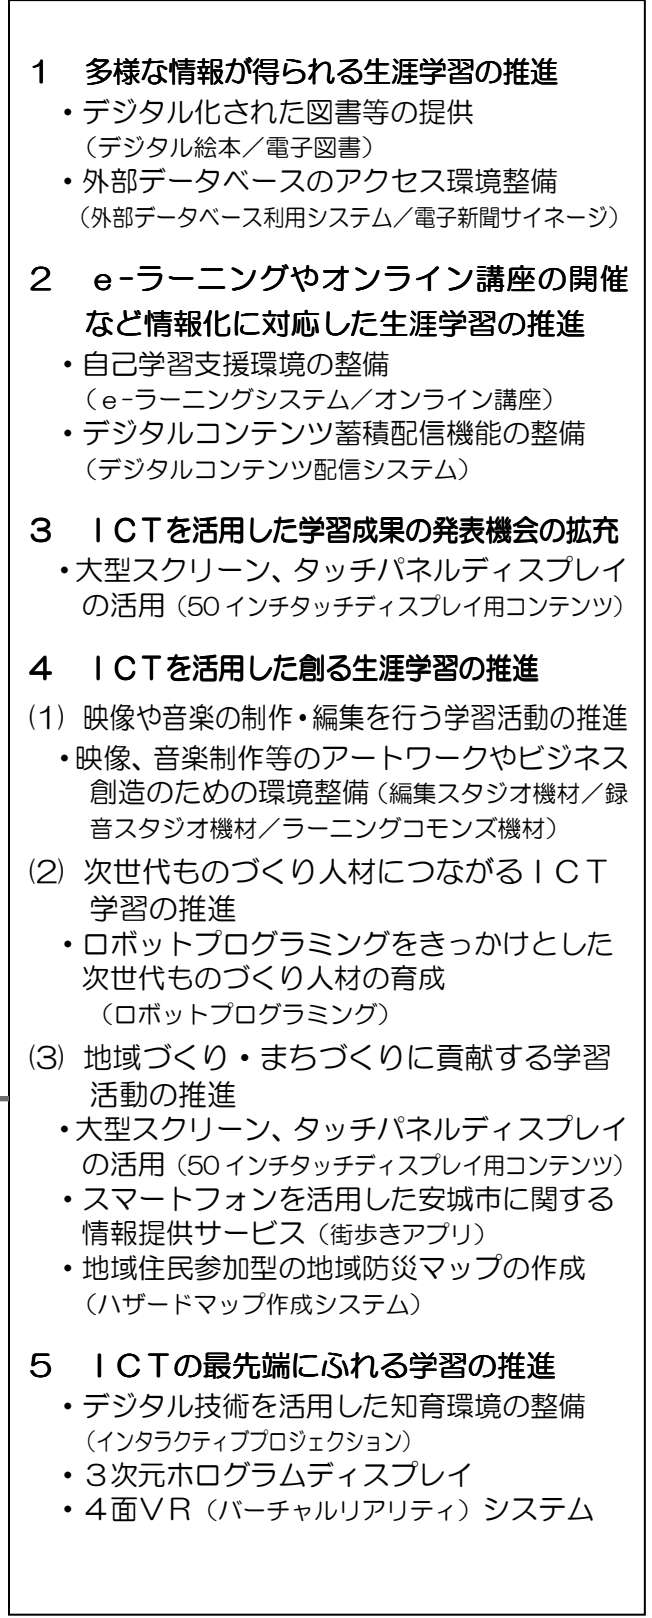 １　多様な情報が得られる生涯学習の推進
・デジタル化された図書等の提供
（デジタル絵本／電子図書）
・外部データベースのアクセス環境整備
（外部データベース利用システム／電子新聞サイネージ）
２　ｅ-ラーニングやオンライン講座の開催
など情報化に対応した生涯学習の推進
・自己学習支援環境の整備
（ｅ-ラーニングシステム／オンライン講座）
・デジタルコンテンツ蓄積配信機能の整備
（デジタルコンテンツ配信システム）
３　ＩＣＴを活用した学習成果の発表機会の拡充
・大型スクリーン、タッチパネルディスプレイ
の活用（50インチタッチディスプレイ用コンテンツ）
４　ＩＣＴを活用した創る生涯学習の推進
(1)　映像や音楽の制作・編集を行う学習活動の推進
・映像、音楽制作等のアートワークやビジネス
創造のための環境整備（編集スタジオ機材／録
音スタジオ機材／ラーニングコモンズ機材）
(2)　次世代ものづくり人材につながるＩＣＴ
学習の推進
・ロボットプログラミングをきっかけとした
次世代ものづくり人材の育成
（ロボットプログラミング）
(3)　地域づくり・まちづくりに貢献する学習
活動の推進
・大型スクリーン、タッチパネルディスプレイ
の活用（50インチタッチディスプレイ用コンテンツ）
・スマートフォンを活用した安城市に関する
情報提供サービス（街歩きアプリ）
・地域住民参加型の地域防災マップの作成
（ハザードマップ作成システム）
５　ＩＣＴの最先端にふれる学習の推進
・デジタル技術を活用した知育環境の整備
（インタラクティブプロジェクション）
・３次元ホログラムディスプレイ
・４面ＶＲ（バーチャルリアリティ）システム